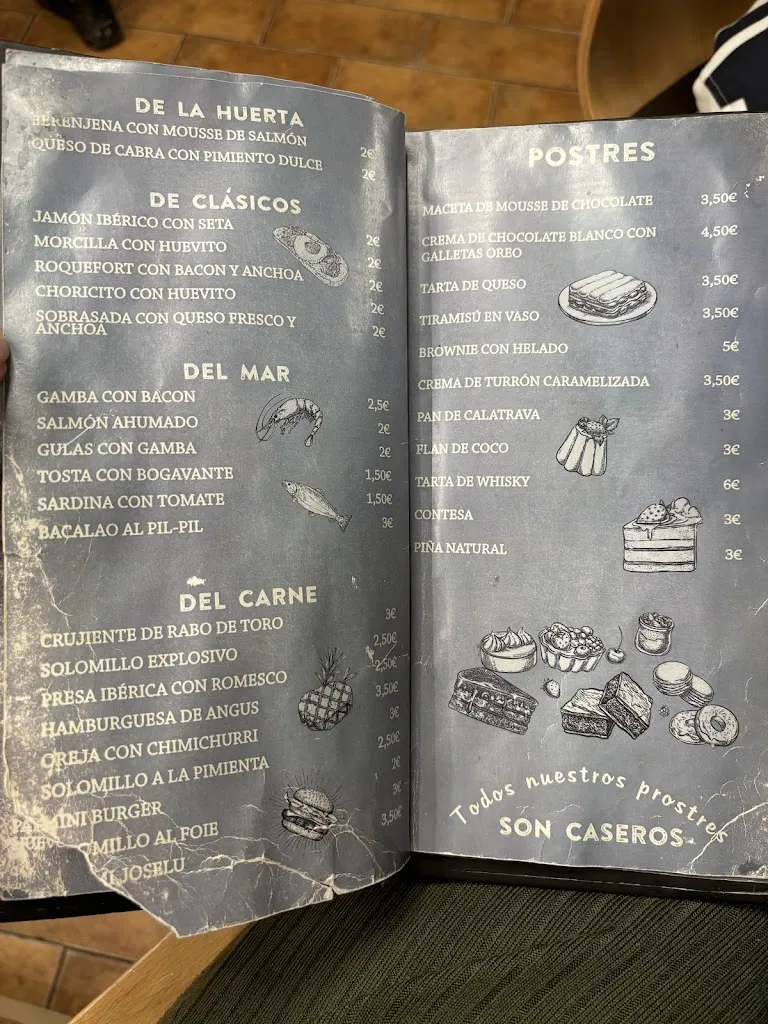 DE LA HUERTA
BERENJENA CON MOUSSE DE SALMÓN 2€
QUESO DE CABRA CON PIMIENTO DULCE 2€
DE CLÁSICOS
JAMÓN IBÉRICO CON SETA 2€
MORCILLA CON HUEVITO 2€
ROQUEFORT CON BACON Y ANCHOA 2€
CHORICITO CON HUEVITO 2€
SOBRASADA CON QUESO FRESCO Y
ANCHOA 2€
DEL MAR
GAMBA CON BACON 2,5€
SALMÓN AHUMADO 2€
GULAS CON GAMBA 2€
TOSTA CON BOGAVANTE 1,50€
SARDINA CON TOMATE 1,50€
BACALAO AL PIL-PIL 3€
DEL CARNE
CRUJIENTE DE RABO DE TORO 3€
SOLOMILLO EXPLOSIVO 2,50€
PRESA IBÉRICA CON ROMESCO 2,50€
HAMBURGUESA DE ANGUS 3,50€
OREJA CON CHIMICHURRI 3€
SOLOMILLO A LA PIMIENTA 2,50€
MINI BURGER 2€
MILLO AL FOIE 3€
JOSELU 3,50€
POSTRES
MACETA DE MOUSSE DE CHOCOLATE 3,50€
CREMA DE CHOCOLATE BLANCO CON 4,50€
GALLETAS OREO
TARTA DE QUESO 3,50€
TIRAMISÚ EN VASO 3,50€
BROWNIE CON HELADO 5€
CREMA DE TURRÓN CARAMELIZADA 3,50€
PAN DE CALATRAVA 3€
FLAN DE COCO 3€
TARTA DE WHISKY 6€
CONTESA 3€
PIÑA NATURAL 3€
Todos nuestros prostres
SON CASEROS